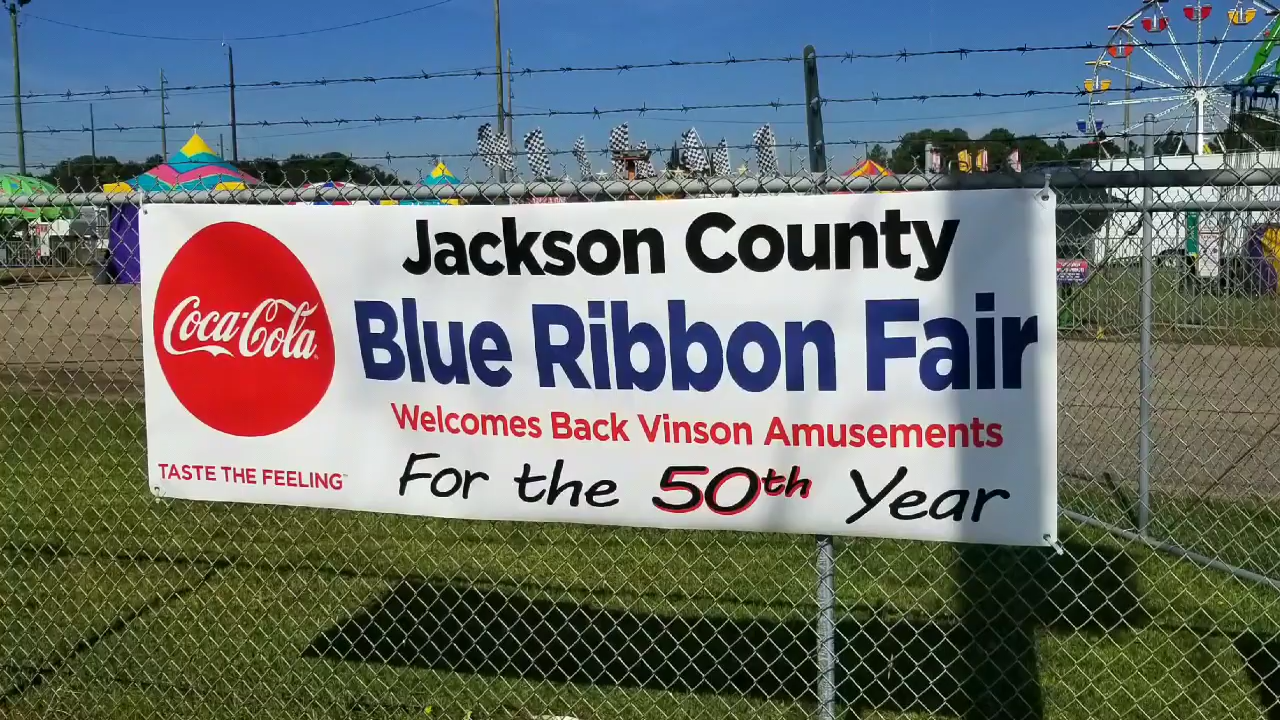 Coca-Cola
TASTE THE FEELING
Jackson County
Blue Ribbon Fair
Welcomes Back Vinson Amusements
For the 50th Year